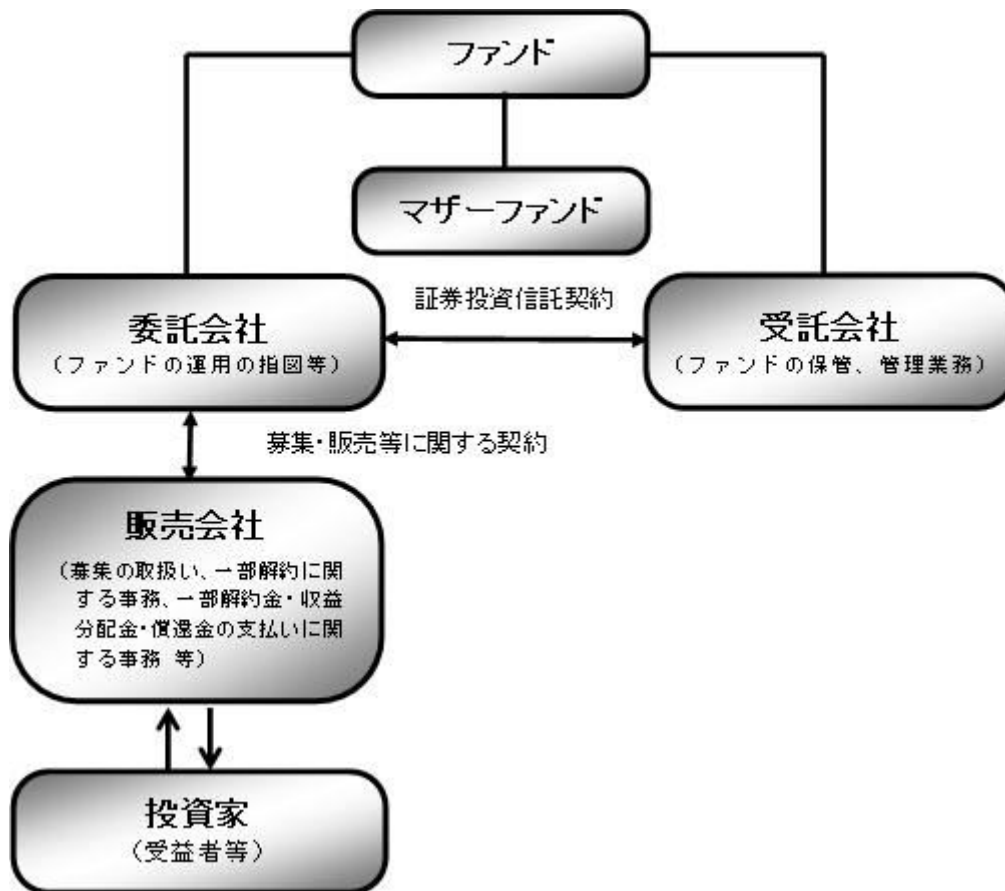 ファンド
マザーファンド
証券投資信託契約
委託会社
(ファンドの運用の指図等)
受託会社
(ファンドの保管、管理業務)
募集・販売等に関する契約
販売会社
(募集の取扱い、一部解約に関
する事務、一部解約金・収益
分配金・償還金の支払いに関
する事務 等)
投資家
(受益者等)